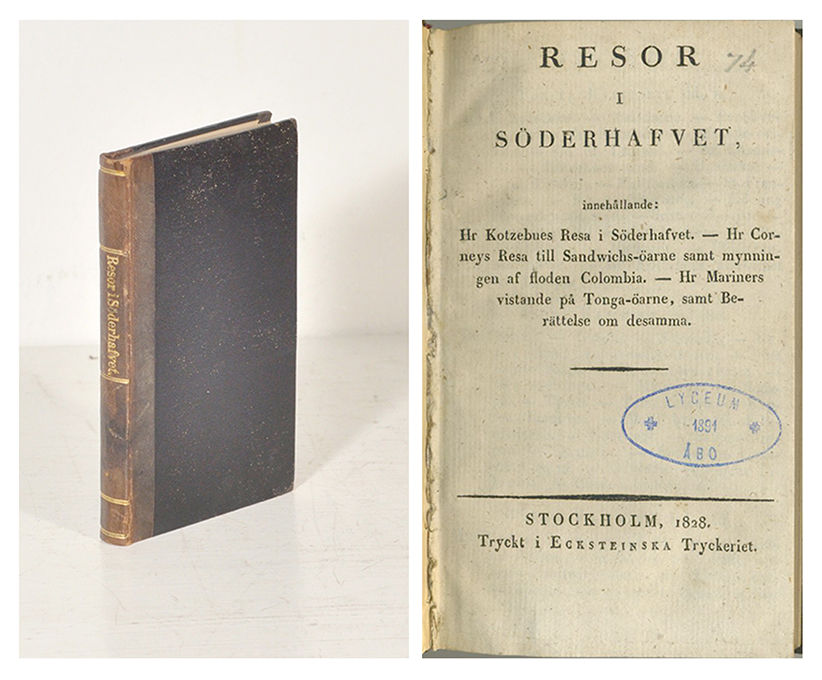 Resor i Söderhafvet.
RESOR
74
I
SÖDERHAFVET,
innehållande:
Hr Kotzebues Resa i Söderhafvet. — Hr Cor-
neys Resa till Sandwichs-öarne samt mynnin-
gen af floden Colombia. — Hr Mariners
vistande på Tonga-öarne, samt Be-
rättelse om desamma.
LYCEUM
1891
ÅBO
STOCKHOLM, 1828.
Tryckt i ECKSTEINSKA Tryckeriet.